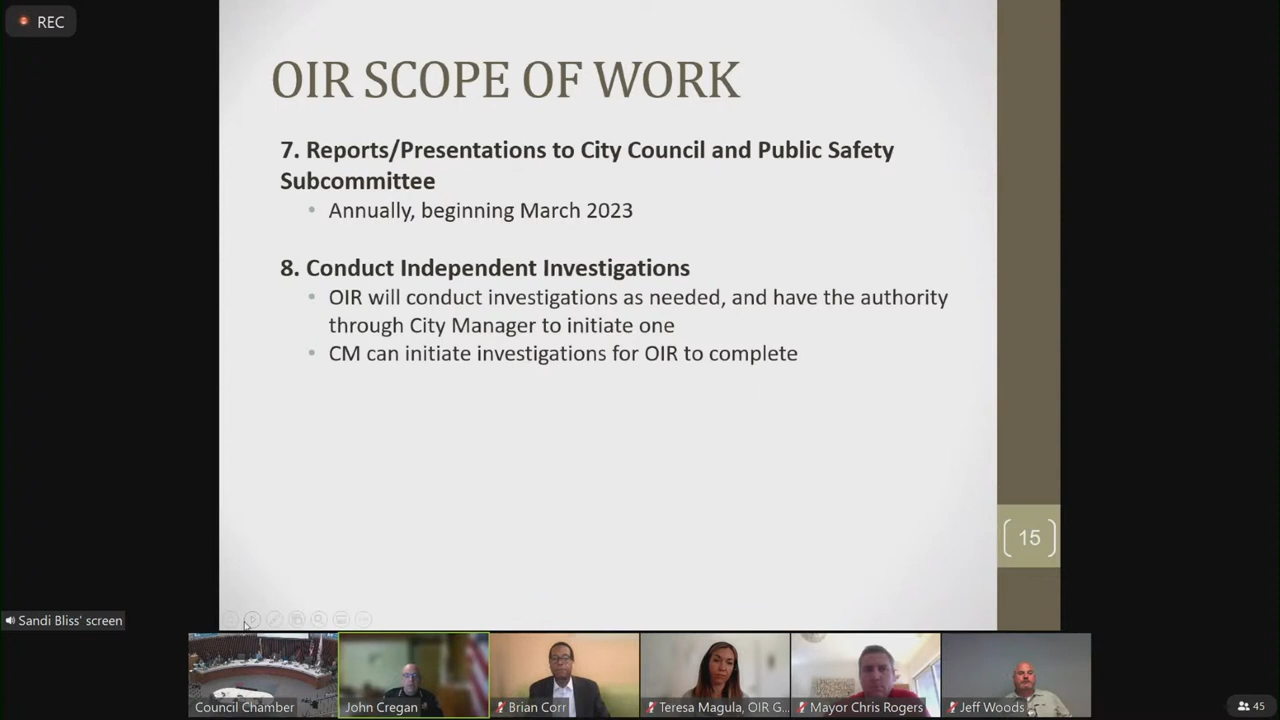 REC
OIR SCOPE OF WORK
7. Reports/Presentations to City Council and Public Safety
Subcommittee
• Annually, beginning March 2023
8. Conduct Independent Investigations
• OIR will conduct investigations as needed, and have the authority
through City Manager to initiate one
• CM can initiate investigations for OIR to complete
15
Sandi Bliss' screen
Council Chamber
John Cregan
Brian Corr
Teresa Magula, OIR G...
Mayor Chris Rogers
Jeff Woods
45